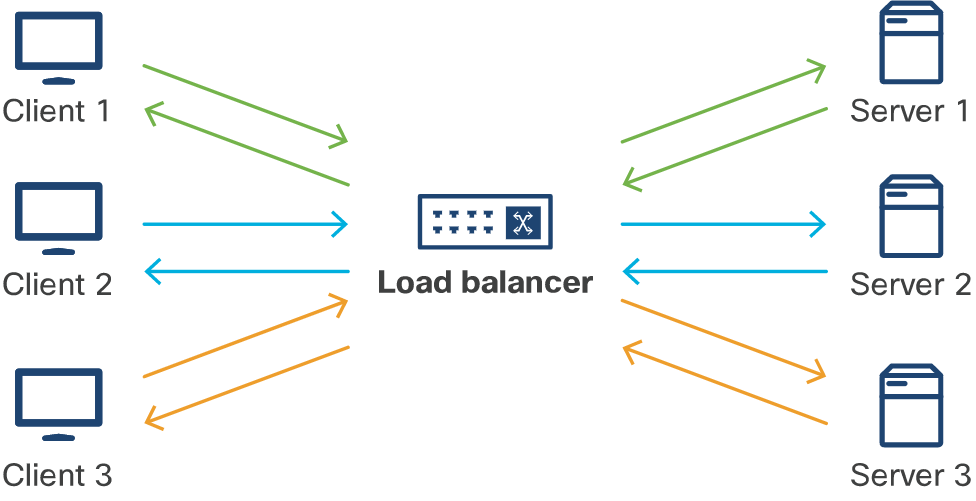 Client 1
Server 1
Client 2
Load balancer
Server 2
Client 3
Server 3